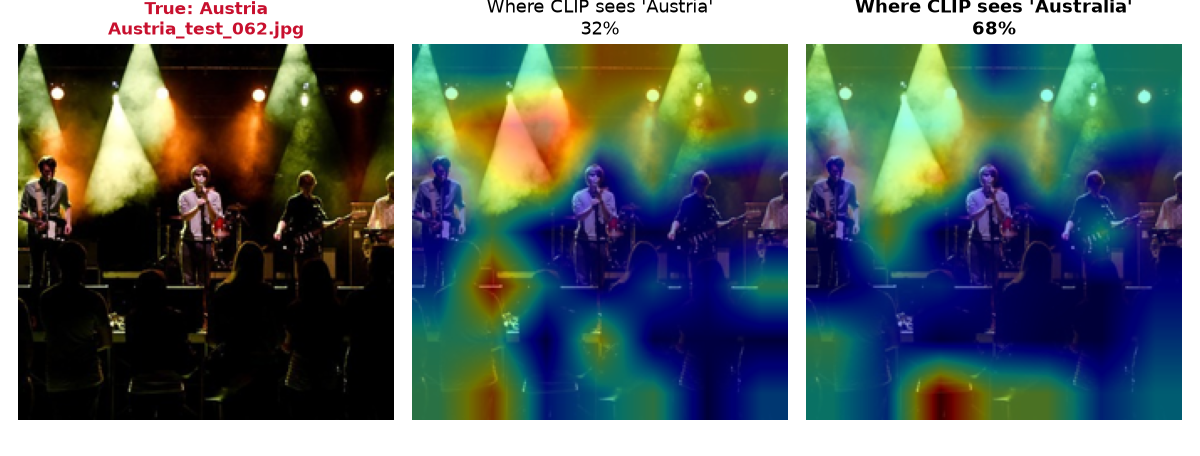 True: Austria
Austria_test_062.jpg
Where CLIP sees 'Austria'
32%
Where CLIP sees 'Australia'
68%